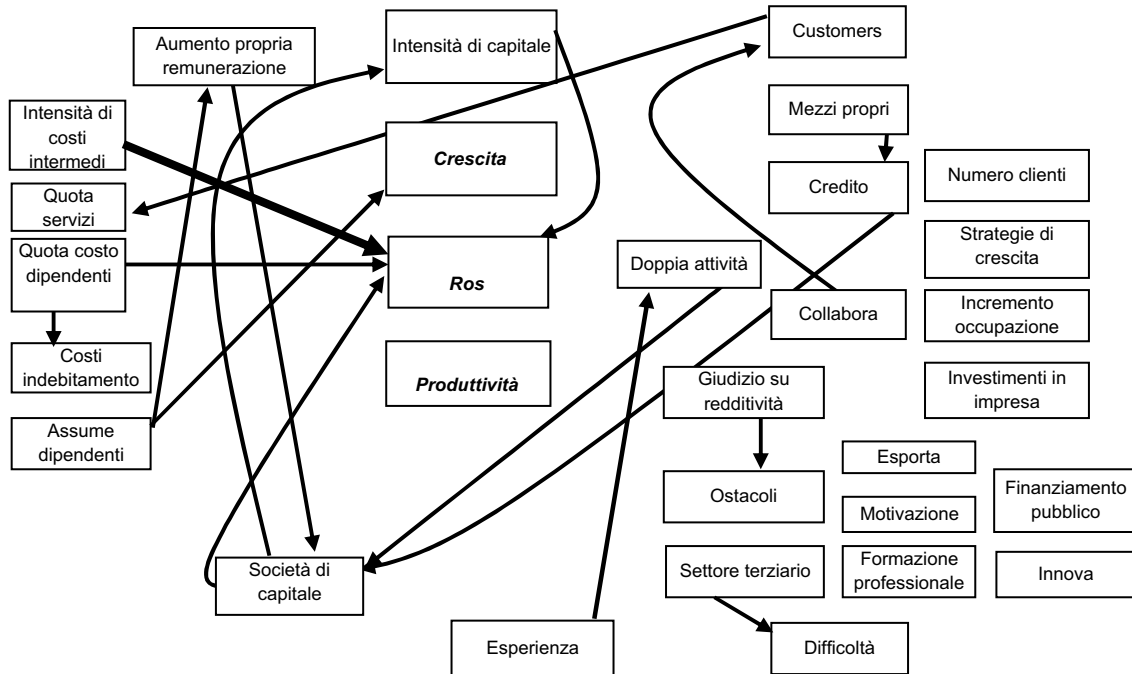 Aumento propria
remunerazione
Intensità di capitale
Customers
Intensità di
costi
intermedi
Crescita
Mezzi propri
Credito
Numero clienti
Quota
servizi
Quota costo
dipendenti
Ros
Doppia attività
Strategie di
crescita
Collabora
Incremento
occupazione
Costi
indebitamento
Produttività
Giudizio su
redditività
Investimenti in
impresa
Assume
dipendenti
Esporta
Ostacoli
Motivazione
Finanziamento
pubblico
Società di
capitale
Settore terziario
Formazione
professionale
Innova
Esperienza
Difficoltà